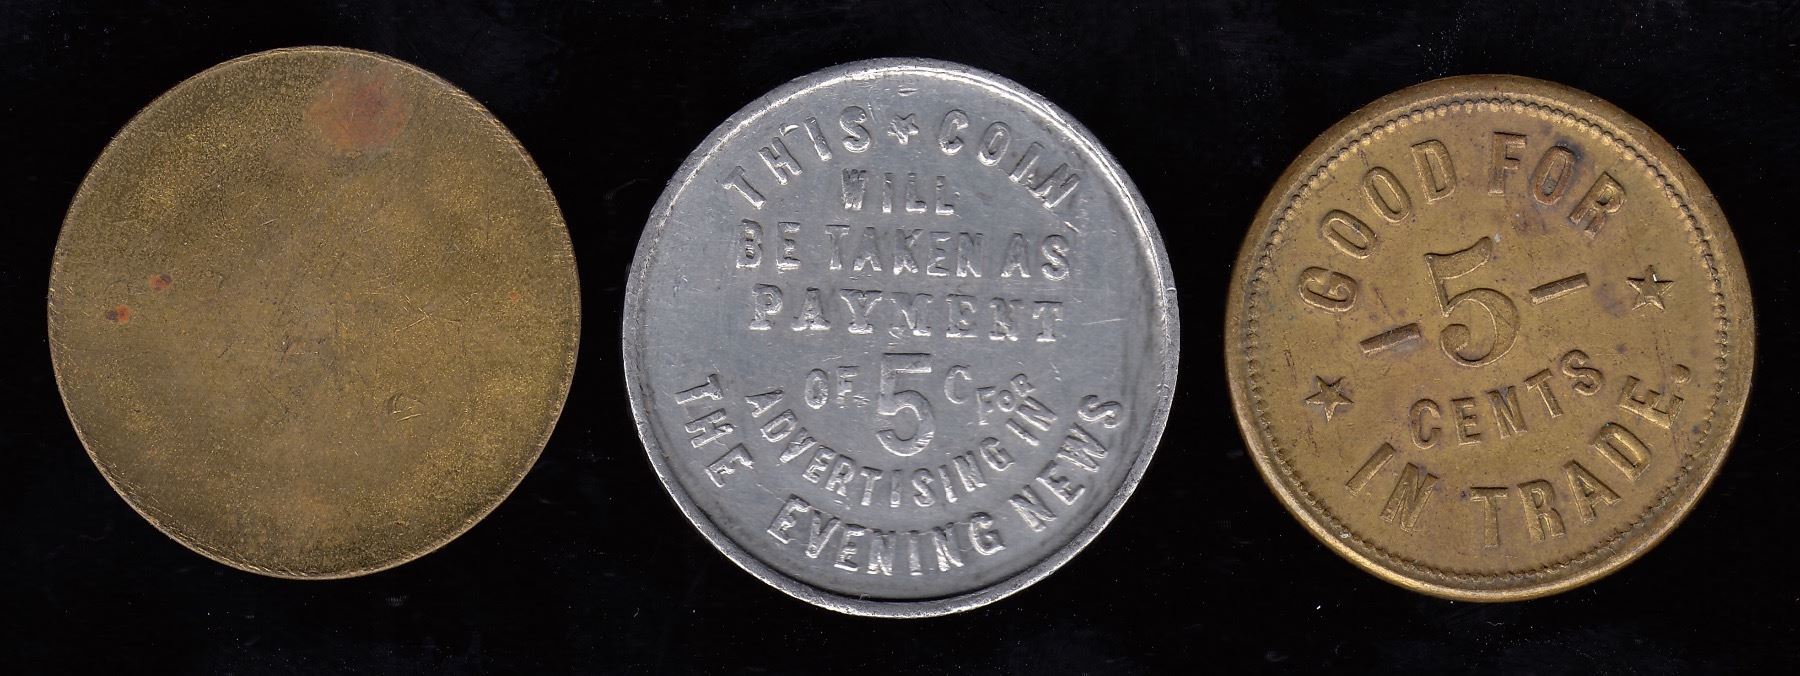 THIS ★ COIN
WILL
BE TAKEN AS
PAYMENT
OF 5 C FOR
ADVERTISING IN
THE EVENING NEWS
GOOD FOR
- 5 -
CENTS
IN TRADE.